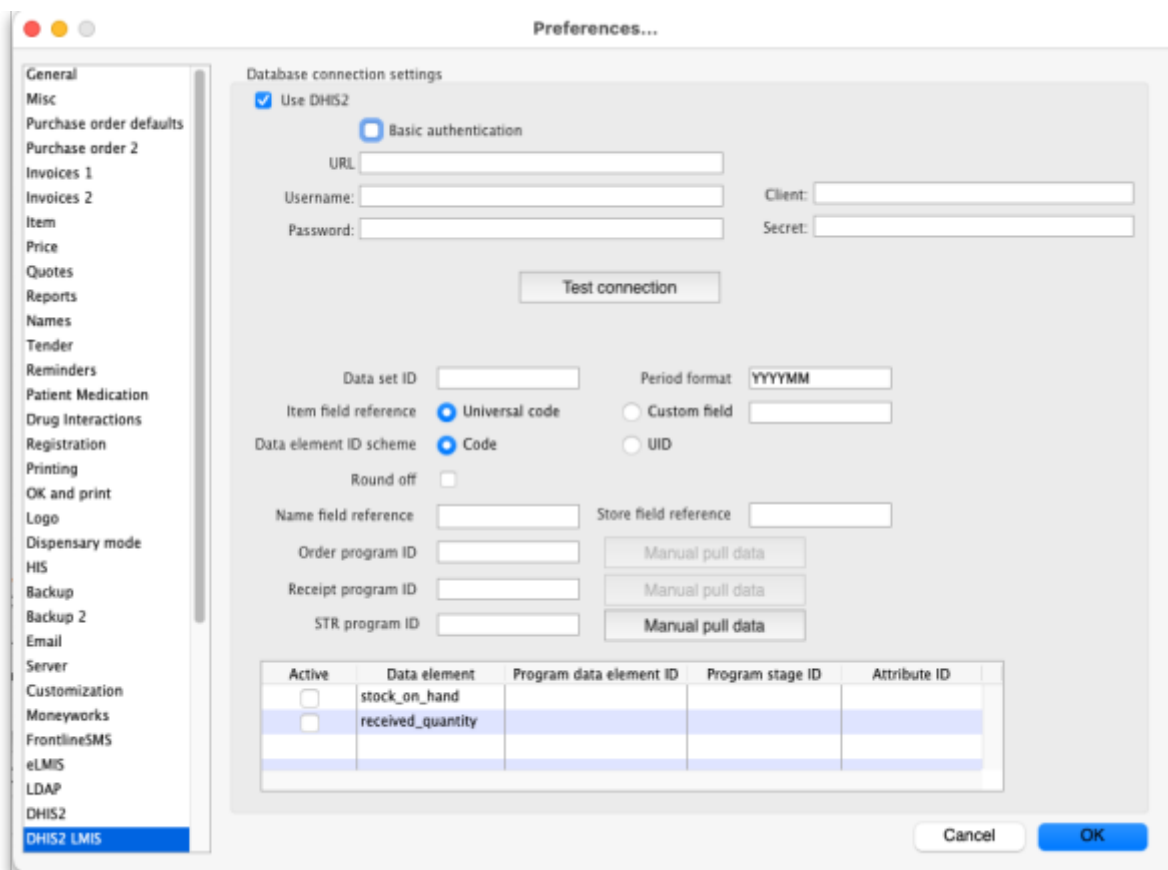 Preferences...
General
Misc
Purchase order defaults
Purchase order 2
Invoices 1
Invoices 2
Item
Price
Quotes
Reports
Names
Tender
Reminders
Patient Medication
Drug Interactions
Registration
Printing
OK and print
Logo
Dispensary mode
HIS
Backup
Backup 2
Email
Server
Customization
Moneyworks
FrontlineSMS
eLMIS
LDAP
DHIS2
DHIS2 LMIS
Database connection settings
Use DHIS2
Basic authentication
URL
Username: Client:
Password: Secret:
Test connection
Data set ID Period format YYYYMM
Item field reference Universal code Custom field
Data element ID scheme Code UID
Round off
Name field reference Store field reference
Order program ID Manual pull data
Receipt program ID Manual pull data
STR program ID Manual pull data
Active Data element Program data element ID Program stage ID Attribute ID
stock_on_hand
received_quantity
Cancel OK